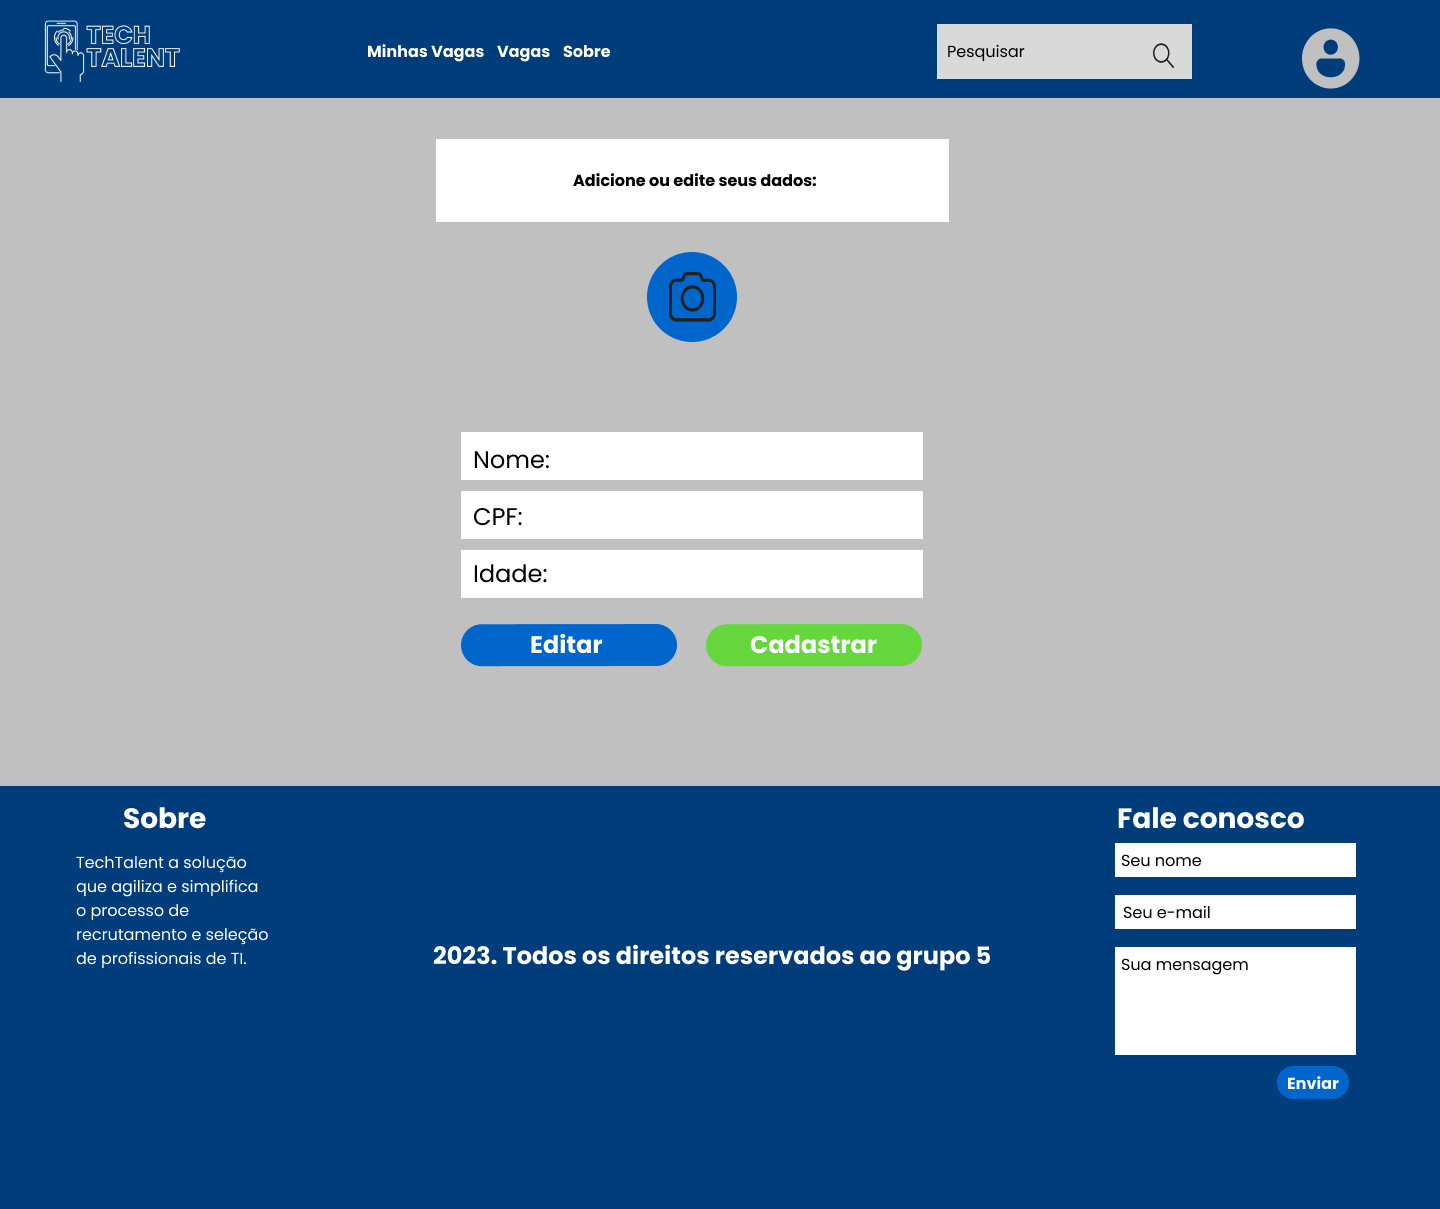 TECH
TALENT
Minhas Vagas Vagas Sobre
Pesquisar
Adicione ou edite seus dados:
Nome:
CPF:
Idade:
Editar
Cadastrar
Sobre
TechTalent a solução
que agiliza e simplifica
o processo de
recrutamento e seleção
de profissionais de TI.
2023. Todos os direitos reservados ao grupo 5
Fale conosco
Seu nome
Seu e-mail
Sua mensagem
Enviar